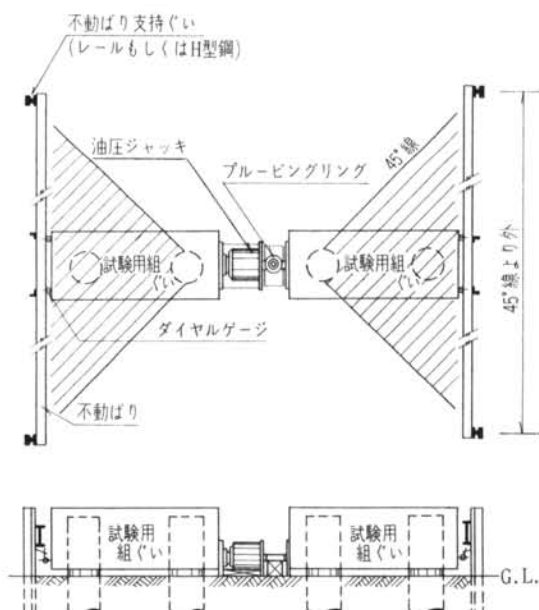 不動ばり支持ぐい
(レールもしくはH型鋼)
油圧ジャッキ
プルービングリング
45°線
試験用組
ぐい
試験用組
ぐい
45°線より外
ダイヤルゲージ
不動ばり
試験用
組ぐい
試験用
組ぐい
G.L.